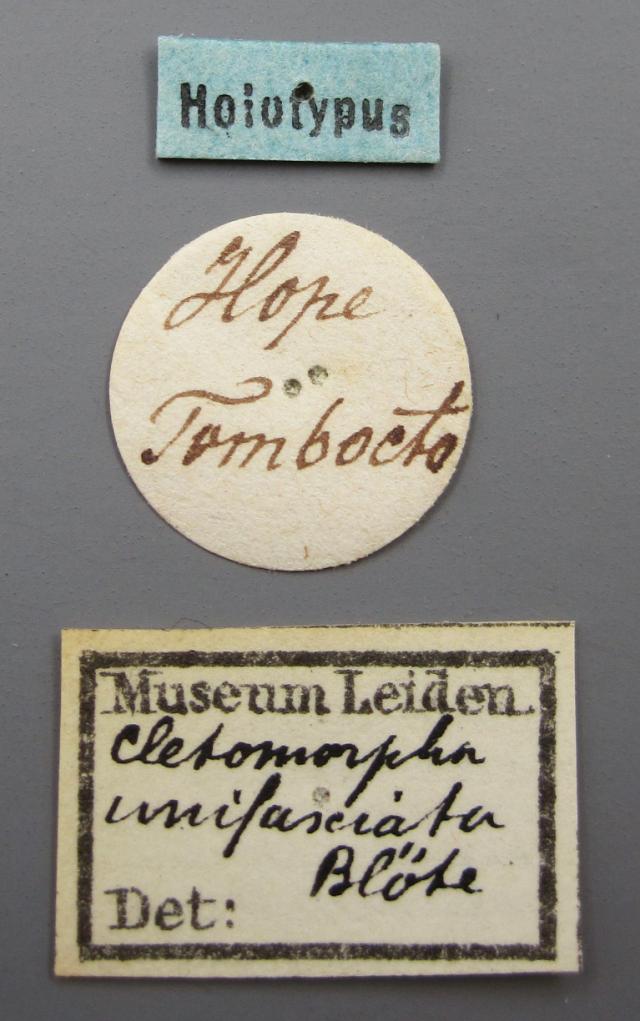 Holotypus
Hope
Tombocto
Museum Leiden.
Cletomorpha
unifasciata
Blöte
Det: